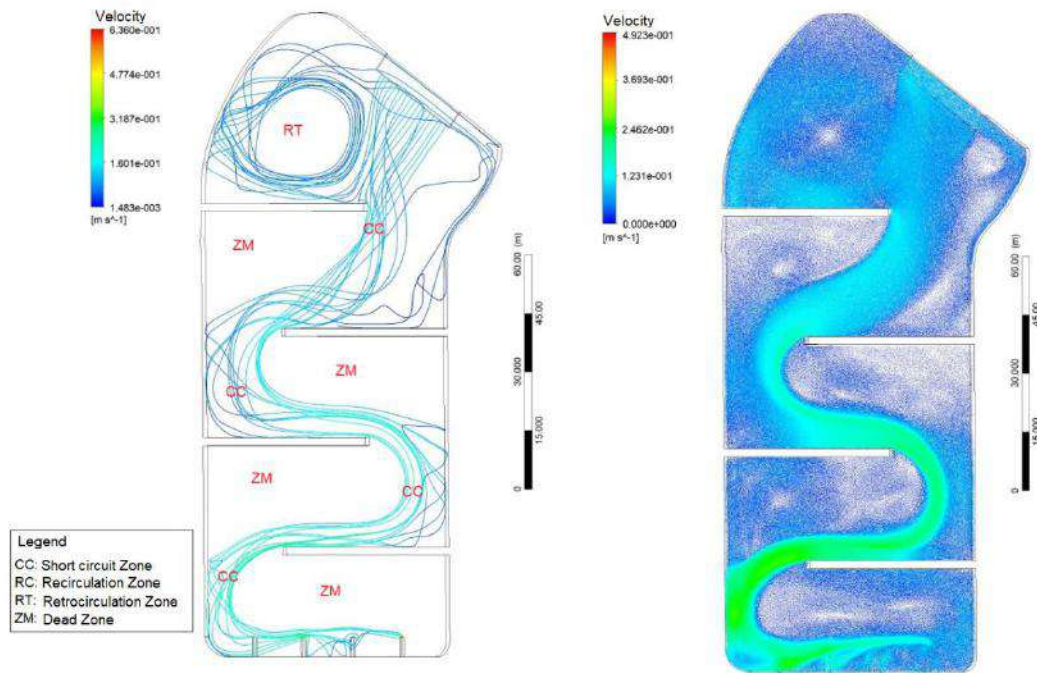 Velocity
6.360e-001
4.774e-001
3.187e-001
1.601e-001
1.483e-003
[m s^-1]
RT
CC
ZM
ZM
CC
ZM
CC
CC
ZM
60.00 (m)
45.00
30.000
15.000
0
Legend
CC: Short circuit Zone
RC: Recirculation Zone
RT: Retrocirculation Zone
ZM: Dead Zone
Velocity
4.923e-001
3.693e-001
2.462e-001
1.231e-001
0.000e+000
[m s^-1]
60.00 (m)
45.00
30.000
15.000
0